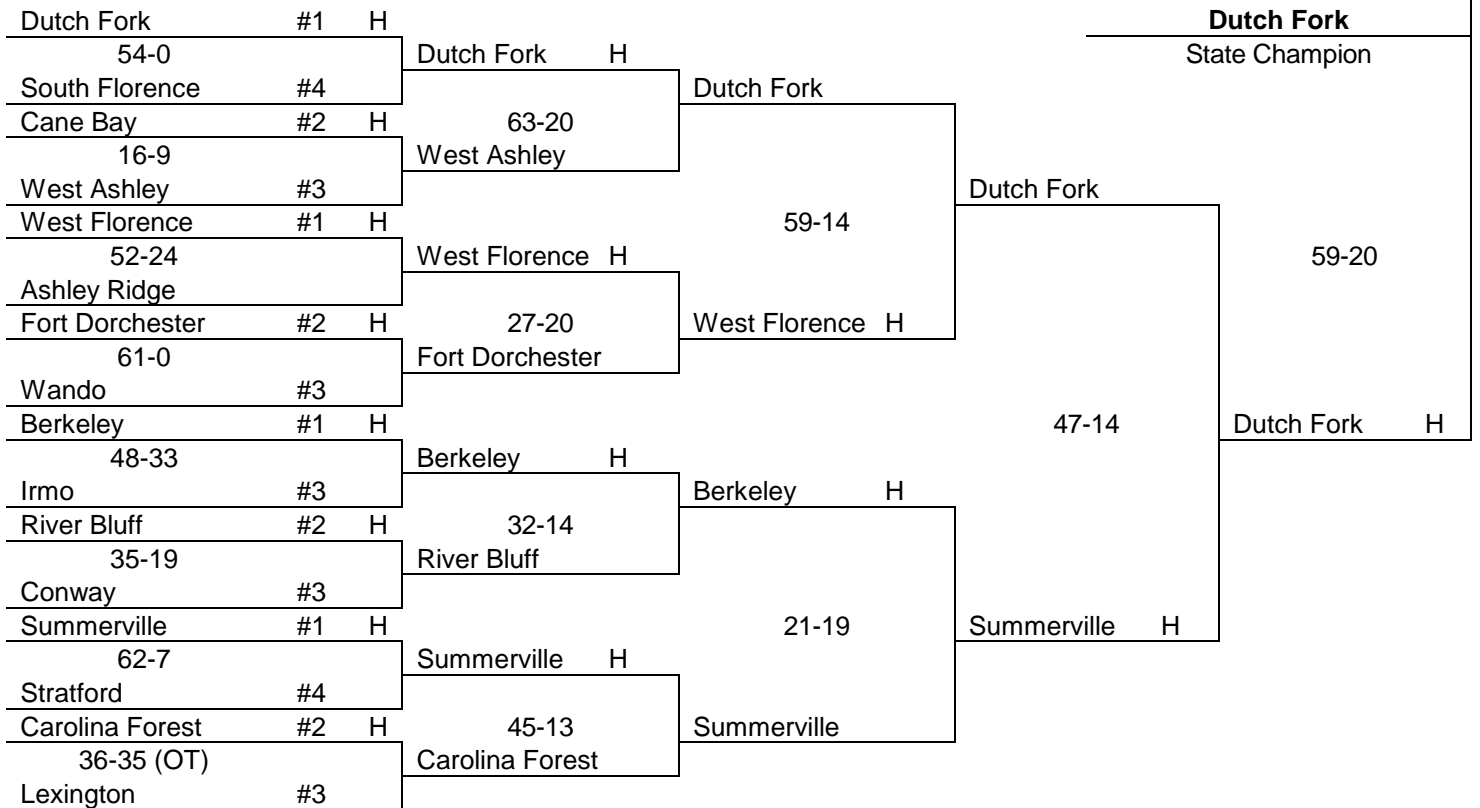 Dutch Fork #1 H Dutch Fork
54-0 Dutch Fork H State Champion
South Florence #4 Dutch Fork
Cane Bay #2 H 63-20
16-9 West Ashley
West Ashley #3 Dutch Fork
West Florence #1 H 59-14
52-24 West Florence H 59-20
Ashley Ridge
Fort Dorchester #2 H 27-20 West Florence H
61-0 Fort Dorchester
Wando #3
Berkeley #1 H 47-14 Dutch Fork H
48-33 Berkeley H
Irmo #3 Berkeley H
River Bluff #2 H 32-14
35-19 River Bluff
Conway #3
Summerville #1 H 21-19 Summerville H
62-7 Summerville H
Stratford #4
Carolina Forest #2 H 45-13 Summerville
36-35 (OT) Carolina Forest
Lexington #3